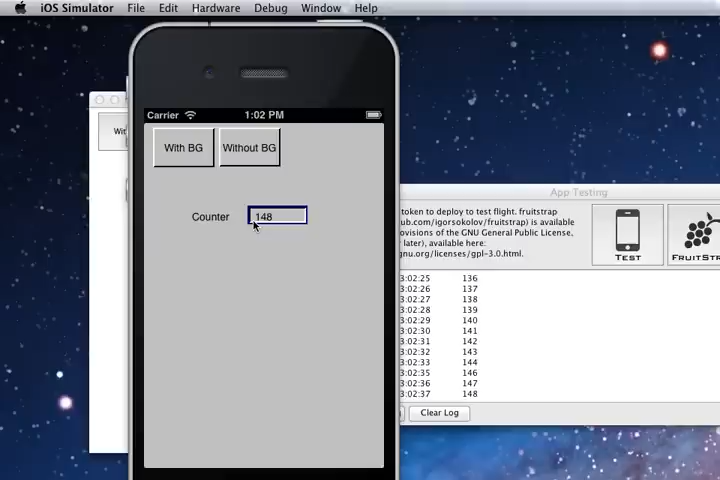 iOS Simulator File Edit Hardware Debug Window Help
Carrier 1:02 PM
With BG Without BG
Counter 148
App Testing
token to deploy to test flight. fruitstrap
ub.com/igorsokolov/fruitstrap) is available
ovisions of the GNU General Public License,
later), available here:
gnu.org/licenses/gpl-3.0.html.
TEST
FRUITSTR
3:02:25 136
3:02:26 137
3:02:27 138
3:02:28 139
3:02:29 140
3:02:30 141
3:02:31 142
3:02:32 143
3:02:33 144
3:02:35 146
3:02:36 147
3:02:37 148
Clear Log